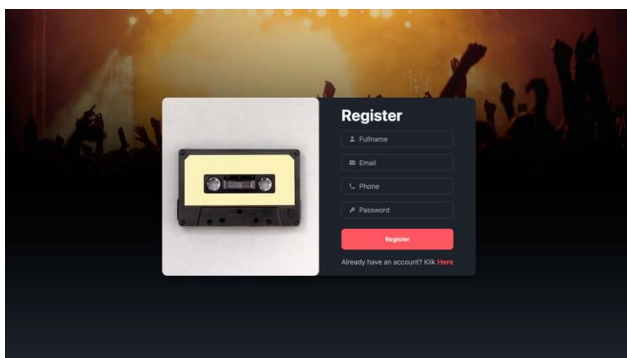 Register
Fullname
Email
Phone
Password
Register
Already have an account? Klik Here